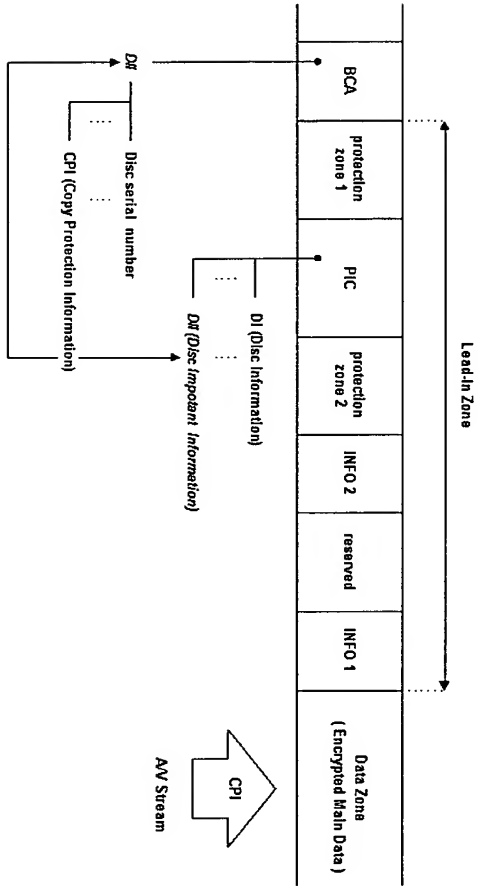 Lead-In Zone
BCA
protection
zone 1
PIC
protection
zone 2
INFO 2
reserved
INFO 1
Data Zone
( Encrypted Main Data )
DI (Disc Information)
DII (Disc Impotent Information)
CPI
A/V Stream
DII
Disc serial number
CPI (Copy Protection Information)